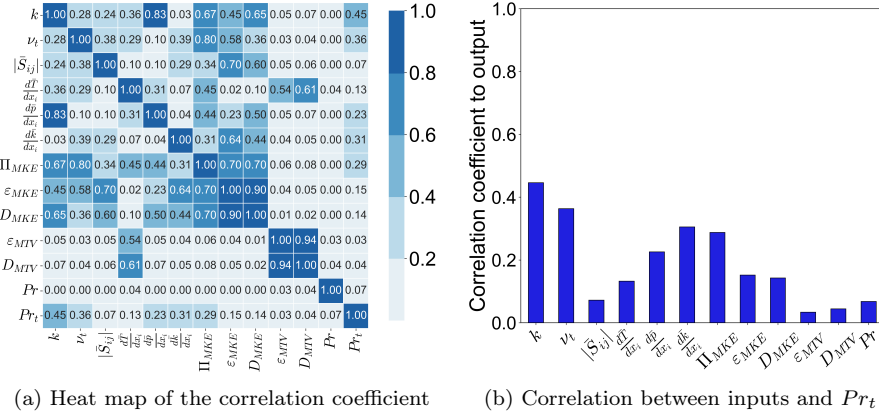 k 1.00 0.28 0.24 0.36 0.83 0.03 0.67 0.45 0.65 0.05 0.07 0.00 0.45
ν_t 0.28 1.00 0.38 0.29 0.10 0.39 0.80 0.58 0.36 0.03 0.04 0.00 0.36
|S̄_ij| 0.24 0.38 1.00 0.10 0.10 0.29 0.34 0.70 0.60 0.05 0.06 0.00 0.07
dT̄/dx_i 0.36 0.29 0.10 1.00 0.31 0.07 0.45 0.02 0.10 0.54 0.61 0.04 0.13
dp̄/dx_i 0.83 0.10 0.10 0.31 1.00 0.04 0.44 0.23 0.50 0.05 0.07 0.00 0.23
dk̄/dx_i 0.03 0.39 0.29 0.07 0.04 1.00 0.31 0.64 0.44 0.04 0.05 0.00 0.31
Π_MKE 0.67 0.80 0.34 0.45 0.44 0.31 1.00 0.70 0.70 0.06 0.08 0.00 0.29
ε_MKE 0.45 0.58 0.70 0.02 0.23 0.64 0.70 1.00 0.90 0.04 0.05 0.00 0.15
D_MKE 0.65 0.36 0.60 0.10 0.50 0.44 0.70 0.90 1.00 0.01 0.02 0.00 0.14
ε_MTV 0.05 0.03 0.05 0.54 0.05 0.04 0.06 0.04 0.01 1.00 0.94 0.03 0.03
D_MTV 0.07 0.04 0.06 0.61 0.07 0.05 0.08 0.05 0.02 0.94 1.00 0.04 0.04
Pr 0.00 0.00 0.00 0.04 0.00 0.00 0.00 0.00 0.00 0.03 0.04 1.00 0.07
Pr_t 0.45 0.36 0.07 0.13 0.23 0.31 0.29 0.15 0.14 0.03 0.04 0.07 1.00
k ν_t |S̄_ij| dT̄/dx_i dp̄/dx_i dk̄/dx_i Π_MKE ε_MKE D_MKE ε_MTV D_MTV Pr Pr_t
1.0
0.8
0.6
0.4
0.2
(a) Heat map of the correlation coefficient
Correlation coefficient to output
1.0
0.8
0.6
0.4
0.2
0.0
k ν_t |S̄_ij| dT̄/dx_i dp̄/dx_i dk̄/dx_i Π_MKE ε_MKE D_MKE ε_MTV D_MTV Pr
(b) Correlation between inputs and Pr_t